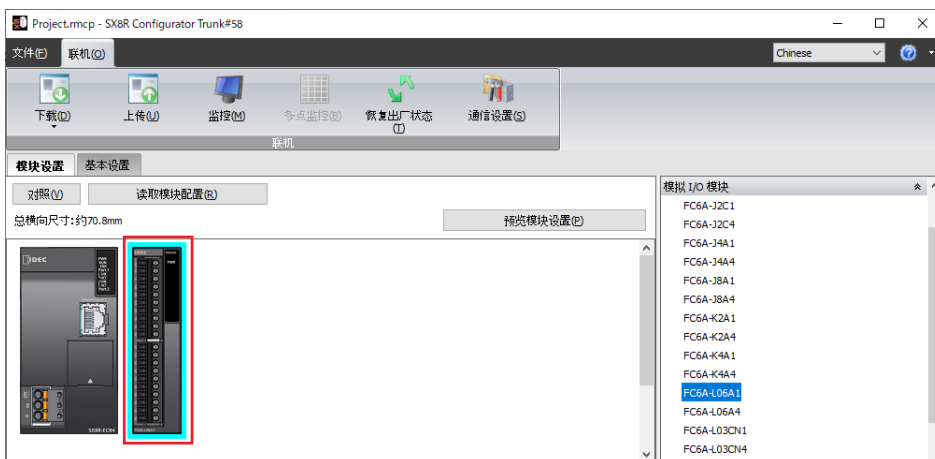 Project.rmcp - SX8R Configurator Trunk#58
文件(F) 联机(O) Chinese
下载(D) 上传(U) 监控(M) 多点监控(B) 恢复出厂状态(T) 通信设置(S)
联机
模块设置 基本设置
对照(V) 读取模块配置(R)
总横向尺寸:约70.8mm 预览模块设置(P)
IDEC
SX8R-ECB4
模拟 I/O 模块
FC6A-J2C1
FC6A-J2C4
FC6A-J4A1
FC6A-J4A4
FC6A-J8A1
FC6A-J8A4
FC6A-K2A1
FC6A-K2A4
FC6A-K4A1
FC6A-K4A4
FC6A-L06A1
FC6A-L06A4
FC6A-L03CN1
FC6A-L03CN4